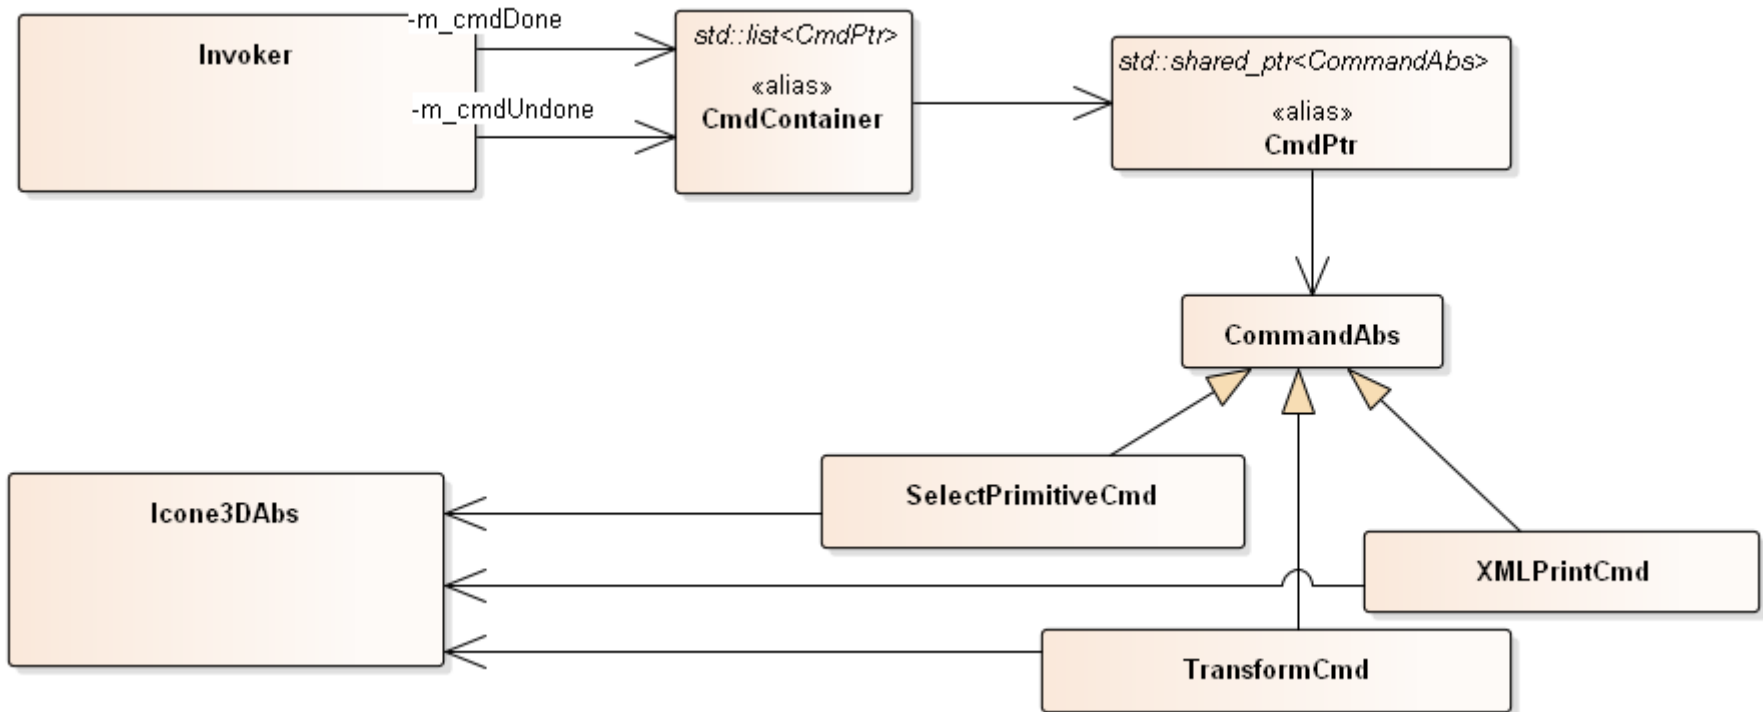 -m_cmdDone
Invoker
-m_cmdUndone
std::list<CmdPtr>
«alias»
CmdContainer
std::shared_ptr<CommandAbs>
«alias»
CmdPtr
CommandAbs
SelectPrimitiveCmd
Icone3DAbs
XMLPrintCmd
TransformCmd